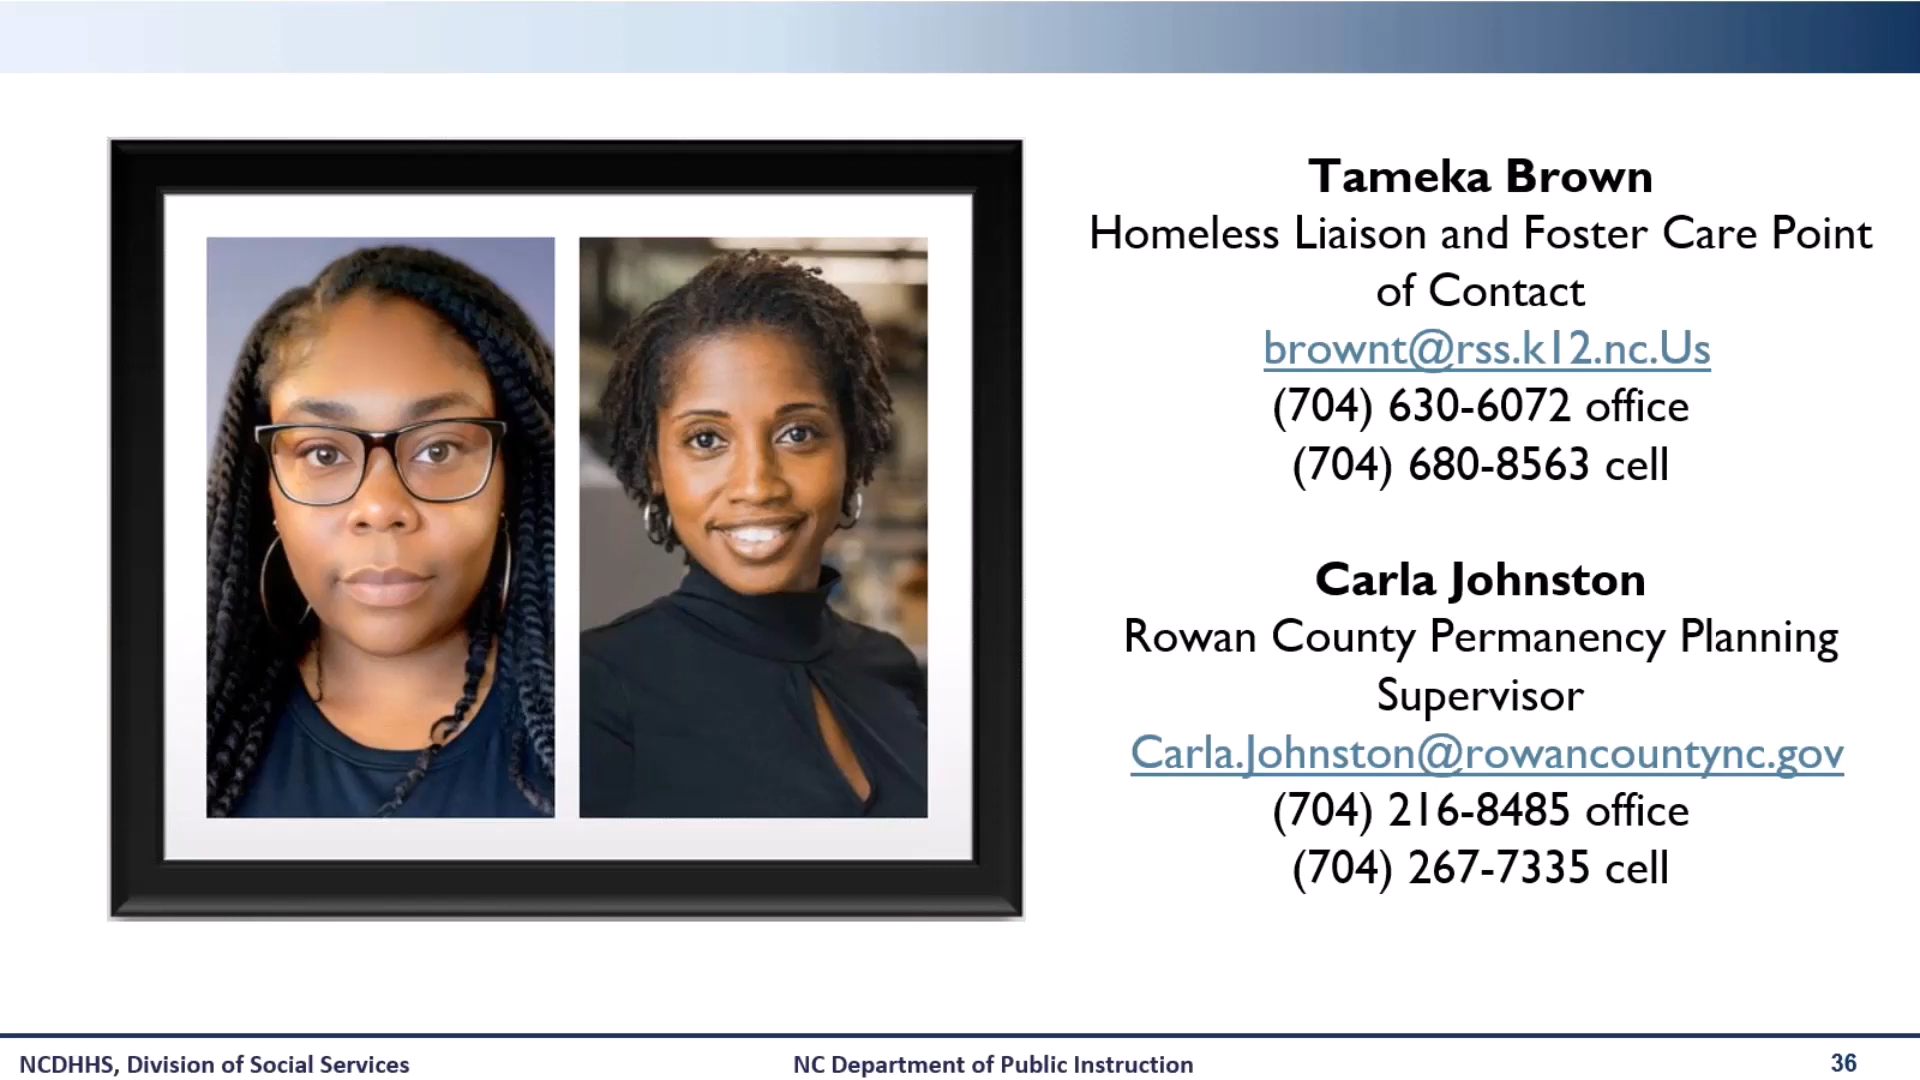 Tameka Brown
Homeless Liaison and Foster Care Point
of Contact
brownt@rss.k12.nc.Us
(704) 630-6072 office
(704) 680-8563 cell
Carla Johnston
Rowan County Permanency Planning
Supervisor
Carla.Johnston@rowancountync.gov
(704) 216-8485 office
(704) 267-7335 cell
NCDHHS, Division of Social Services
NC Department of Public Instruction
36